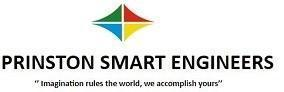 PRINSTON SMART ENGINEERS
“ Imagination rules the world, we accomplish yours”